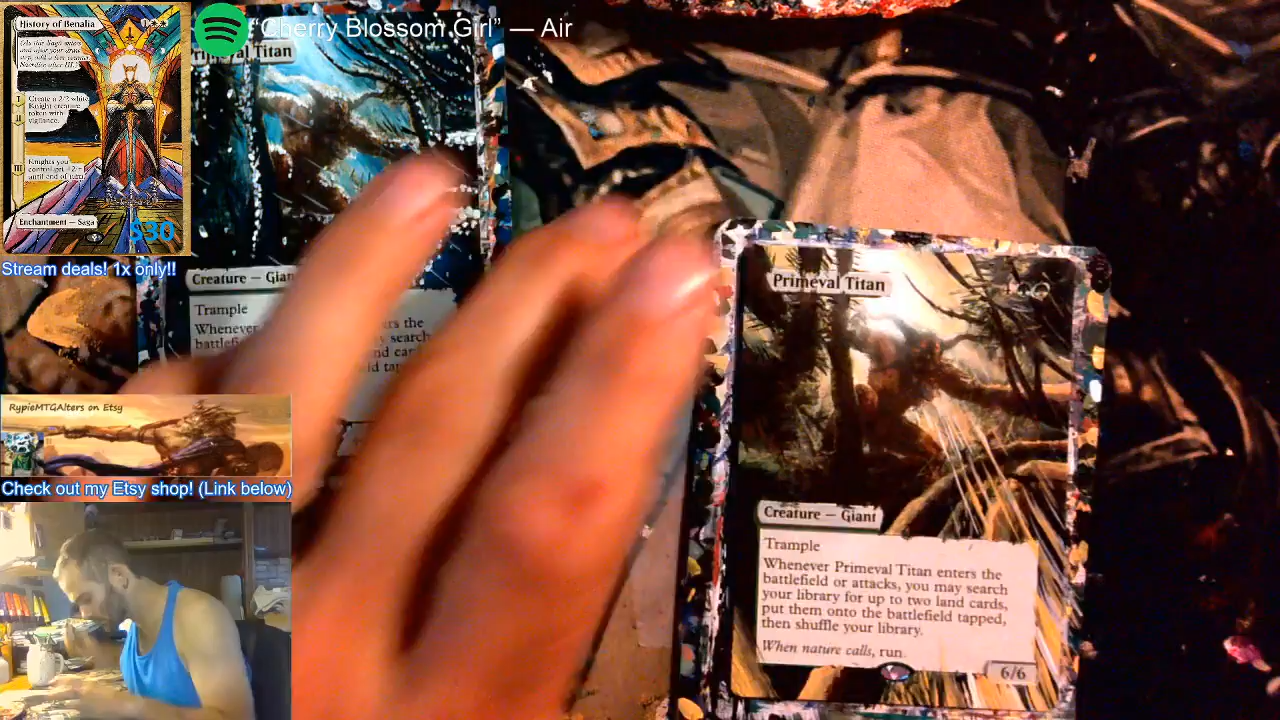 "Cherry Blossom Girl" — Air
History of Benalia
Create a 2/2 white
Knight creature
token with
vigilance.
Knights you
control get +2/+1
until end of turn
Enchantment — Saga
$30
Stream deals! 1x only!!
RypieMTGAlters on Etsy
Check out my Etsy shop! (Link below)
Titan
Creature — Gian
Trample
Whenever
the
search
Primeval Titan
Creature — Giant
Trample
Whenever Primeval Titan enters the
battlefield or attacks, you may search
your library for up to two land cards,
put them onto the battlefield tapped,
then shuffle your library.
When nature calls, run.
6/6